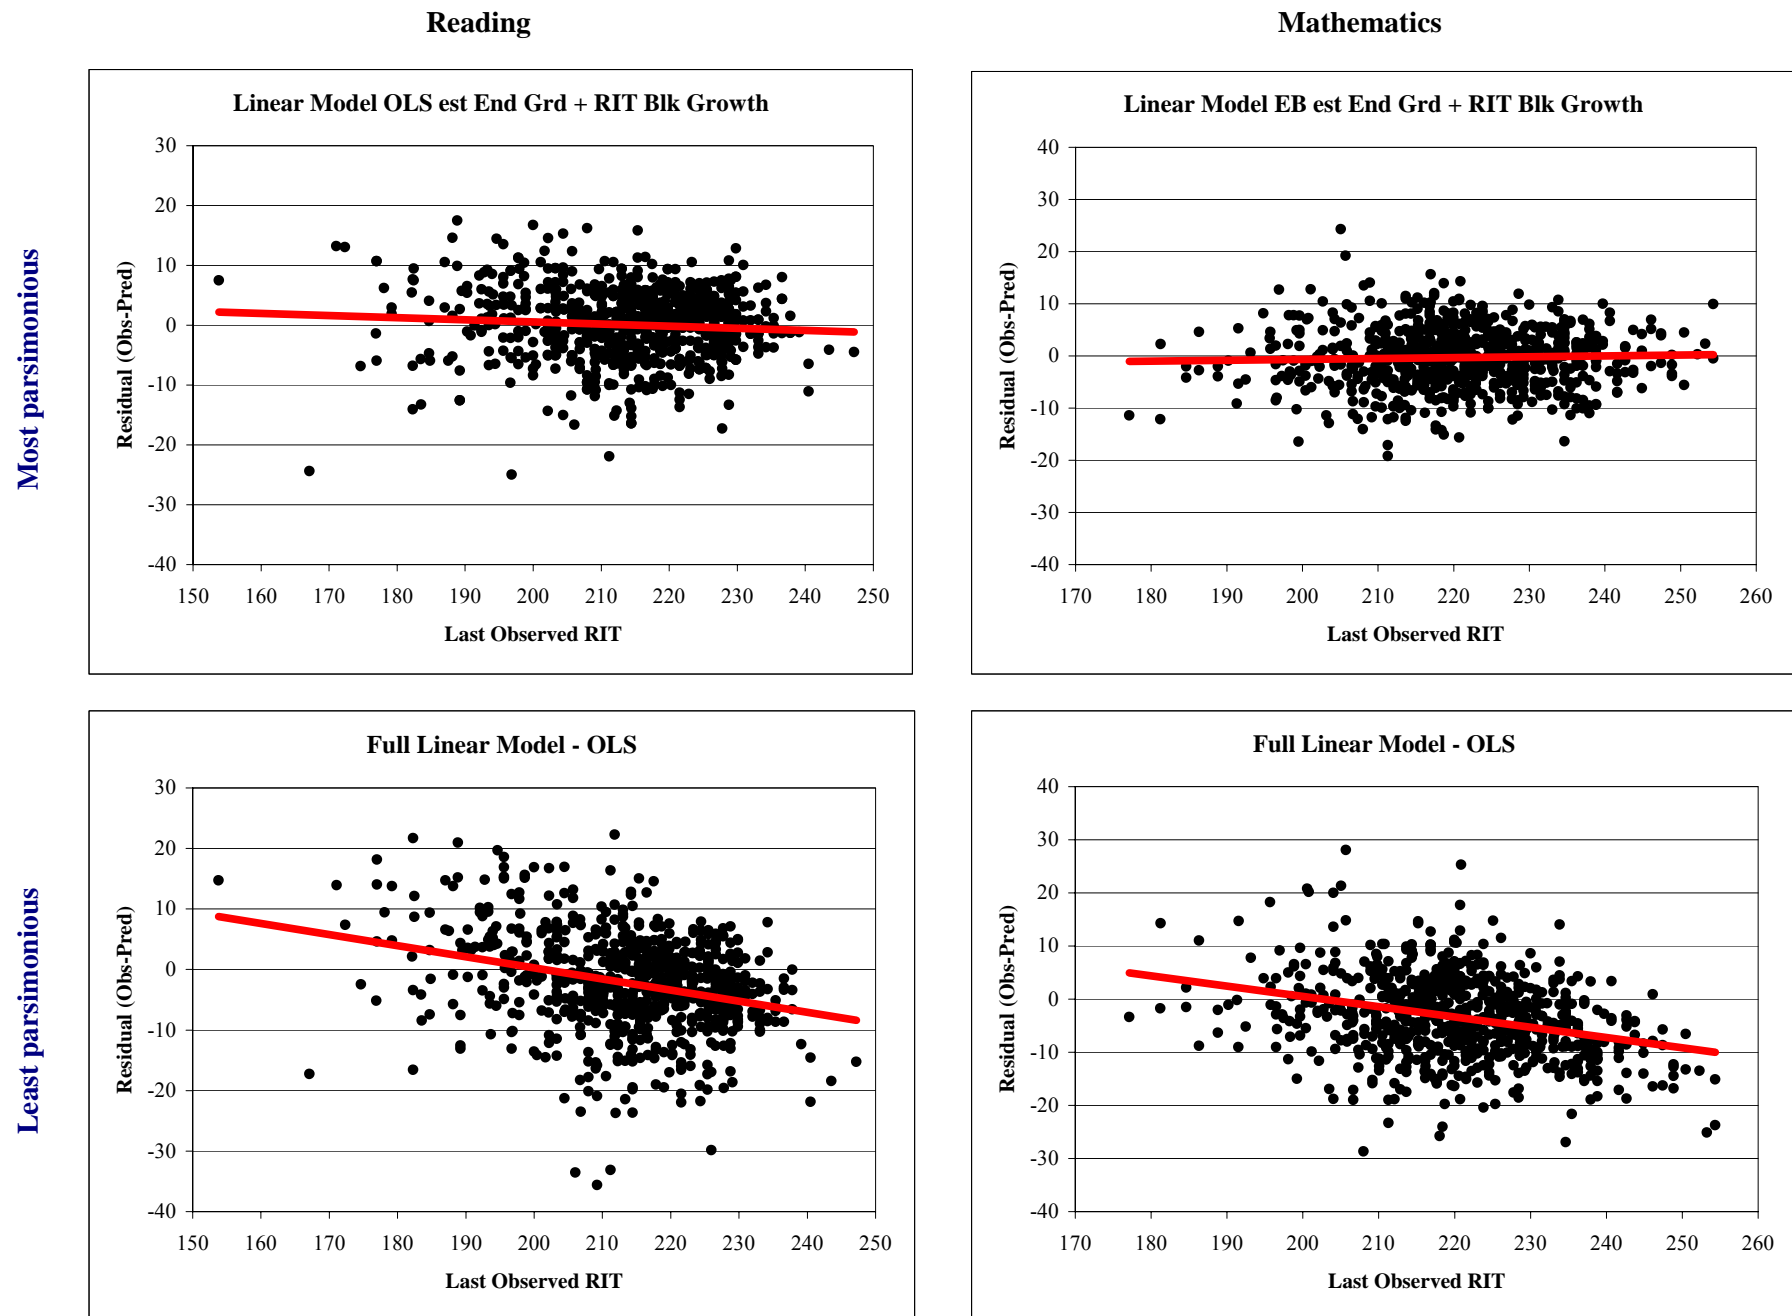 Reading
Mathematics
Most parsimonious
Linear Model OLS est End Grd + RIT Blk Growth
30
20
10
0
-10
-20
-30
-40
Residual (Obs-Pred)
150 160 170 180 190 200 210 220 230 240 250
Last Observed RIT
Linear Model EB est End Grd + RIT Blk Growth
40
30
20
10
0
-10
-20
-30
-40
Residual (Obs-Pred)
170 180 190 200 210 220 230 240 250 260
Last Observed RIT
Least parsimonious
Full Linear Model - OLS
30
20
10
0
-10
-20
-30
-40
Residual (Obs-Pred)
150 160 170 180 190 200 210 220 230 240 250
Last Observed RIT
Full Linear Model - OLS
40
30
20
10
0
-10
-20
-30
-40
Residual (Obs-Pred)
170 180 190 200 210 220 230 240 250 260
Last Observed RIT